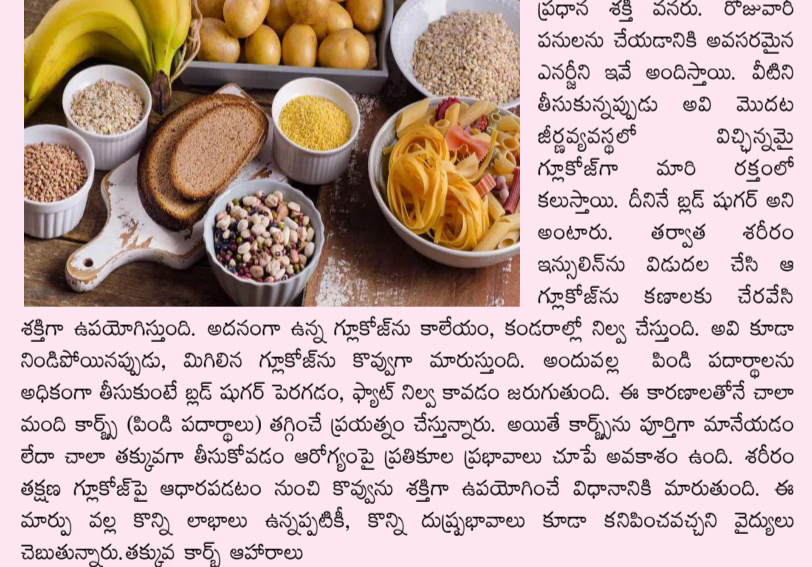 ప్రధాన శక్తి వనరు. రోజువారీ
పనులను చేయడానికి అవసరమైన
ఎనర్జీని ఇవే అందిస్తాయి. వీటిని
తీసుకున్నప్పుడు అవి మొదట
జీర్ణవ్యవస్థలో విచ్ఛిన్నమై
గ్లూకోజ్‌గా మారి రక్తంలో
కలుస్తాయి. దీనినే బ్లడ్ షుగర్ అని
అంటారు. తర్వాత శరీరం
ఇన్సులిన్‌ను విడుదల చేసి ఆ
గ్లూకోజ్‌ను కణాలకు చేరవేసి
శక్తిగా ఉపయోగిస్తుంది. అదనంగా ఉన్న గ్లూకోజ్‌ను కాలేయం, కండరాల్లో నిల్వ చేస్తుంది. అవి కూడా
నిండిపోయినప్పుడు, మిగిలిన గ్లూకోజ్‌ను కొవ్వుగా మారుస్తుంది. అందువల్ల పిండి పదార్థాలను
అధికంగా తీసుకుంటే బ్లడ్ షుగర్ పెరగడం, ఫ్యాట్ నిల్వ కావడం జరుగుతుంది. ఈ కారణాలతోనే చాలా
మంది కార్బ్స్ (పిండి పదార్థాలు) తగ్గించే ప్రయత్నం చేస్తున్నారు. అయితే కార్బ్స్‌ను పూర్తిగా మానేయడం
లేదా చాలా తక్కువగా తీసుకోవడం ఆరోగ్యంపై ప్రతికూల ప్రభావాలు చూపే అవకాశం ఉంది. శరీరం
తక్షణ గ్లూకోజ్‌పై ఆధారపడటం నుంచి కొవ్వును శక్తిగా ఉపయోగించే విధానానికి మారుతుంది. ఈ
మార్పు వల్ల కొన్ని లాభాలు ఉన్నప్పటికీ, కొన్ని దుష్ప్రభావాలు కూడా కనిపించవచ్చని వైద్యులు
చెబుతున్నారు.తక్కువ కార్బ్ ఆహారాలు